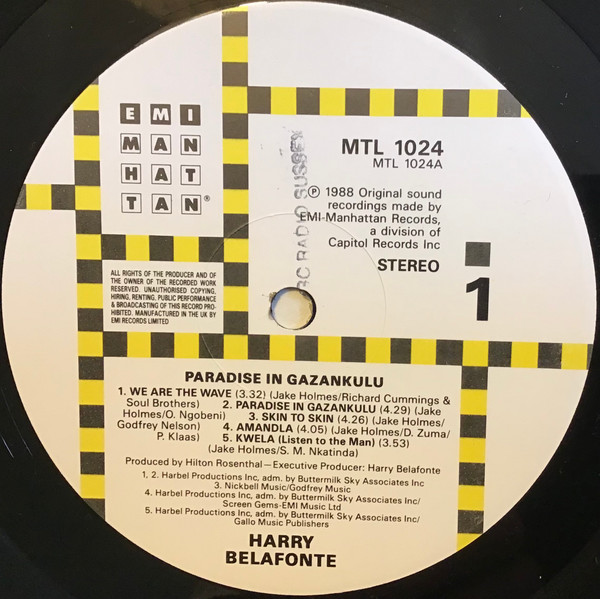 EMI
MAN
HAT
TAN®
MTL 1024
MTL 1024A
BC RADIO SUSSEX
℗ 1988 Original sound
recordings made by
EMI-Manhattan Records,
a division of
Capitol Records Inc
STEREO
1
ALL RIGHTS OF THE PRODUCER AND OF
THE OWNER OF THE RECORDED WORK
RESERVED. UNAUTHORISED COPYING,
HIRING, RENTING, PUBLIC PERFORMANCE
& BROADCASTING OF THIS RECORD PRO-
HIBITED. MANUFACTURED IN THE UK BY
EMI RECORDS LIMITED
PARADISE IN GAZANKULU
1. WE ARE THE WAVE (3.32) (Jake Holmes/Richard Cummings &
Soul Brothers) 2. PARADISE IN GAZANKULU (4.29) (Jake
Holmes/O. Ngobeni) 3. SKIN TO SKIN (4.26) (Jake Holmes/
Godfrey Nelson) 4. AMANDLA (4.05) (Jake Holmes/D. Zuma/
P. Klaas) 5. KWELA (Listen to the Man) (3.53)
(Jake Holmes/S. M. Nkatinda)
Produced by Hilton Rosenthal—Executive Producer: Harry Belafonte
1, 2. Harbel Productions Inc, adm. by Buttermilk Sky Associates Inc
3. Nickbell Music/Godfrey Music
4. Harbel Productions Inc, adm. by Buttermilk Sky Associates Inc/
Screen Gems-EMI Music Ltd
5. Harbel Productions Inc, adm. by Buttermilk Sky Associates Inc/
Gallo Music Publishers
HARRY
BELAFONTE